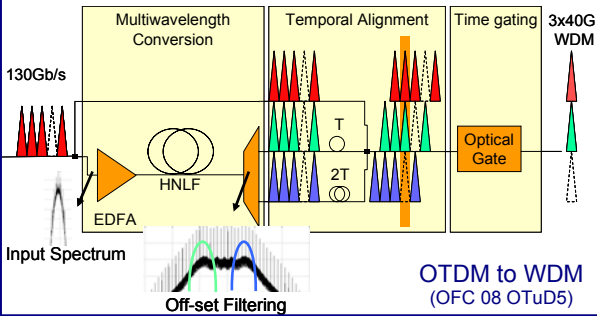 Multiwavelength
Conversion
Temporal Alignment
Time gating
3x40G
WDM
130Gb/s
T
2T
Optical
Gate
HNLF
EDFA
Input Spectrum
Off-set Filtering
OTDM to WDM
(OFC 08 OTuD5)